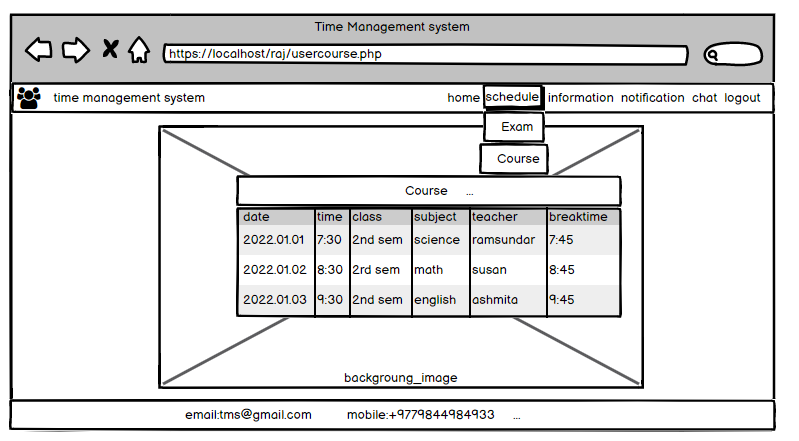 Time Management system
https://localhost/raj/usercourse.php
time management system home schedule information notification chat logout
Exam
Course
Course ...
date time class subject teacher breaktime
2022.01.01 7:30 2nd sem science ramsundar 7:45
2022.01.02 8:30 2rd sem math susan 8:45
2022.01.03 9:30 2nd sem english ashmita 9:45
backgroung_image
email:tms@gmail.com mobile:+9779844984933 ...